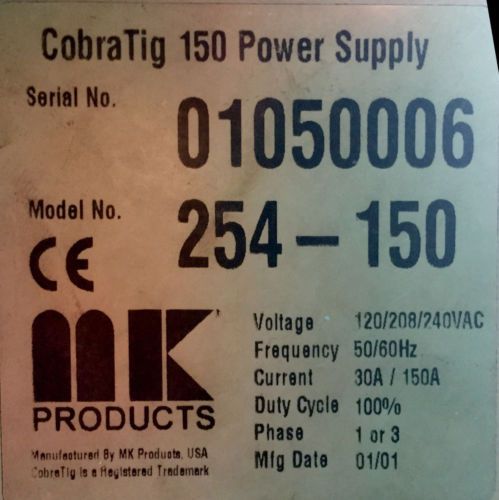 CobraTig 150 Power Supply
Serial No. 01050006
Model No. 254-150
CE
MK
PRODUCTS
Manufactured By MK Products, USA
CobraTig is a Registered Trademark
Voltage 120/208/240VAC
Frequency 50/60Hz
Current 30A / 150A
Duty Cycle 100%
Phase 1 or 3
Mfg Date 01/01